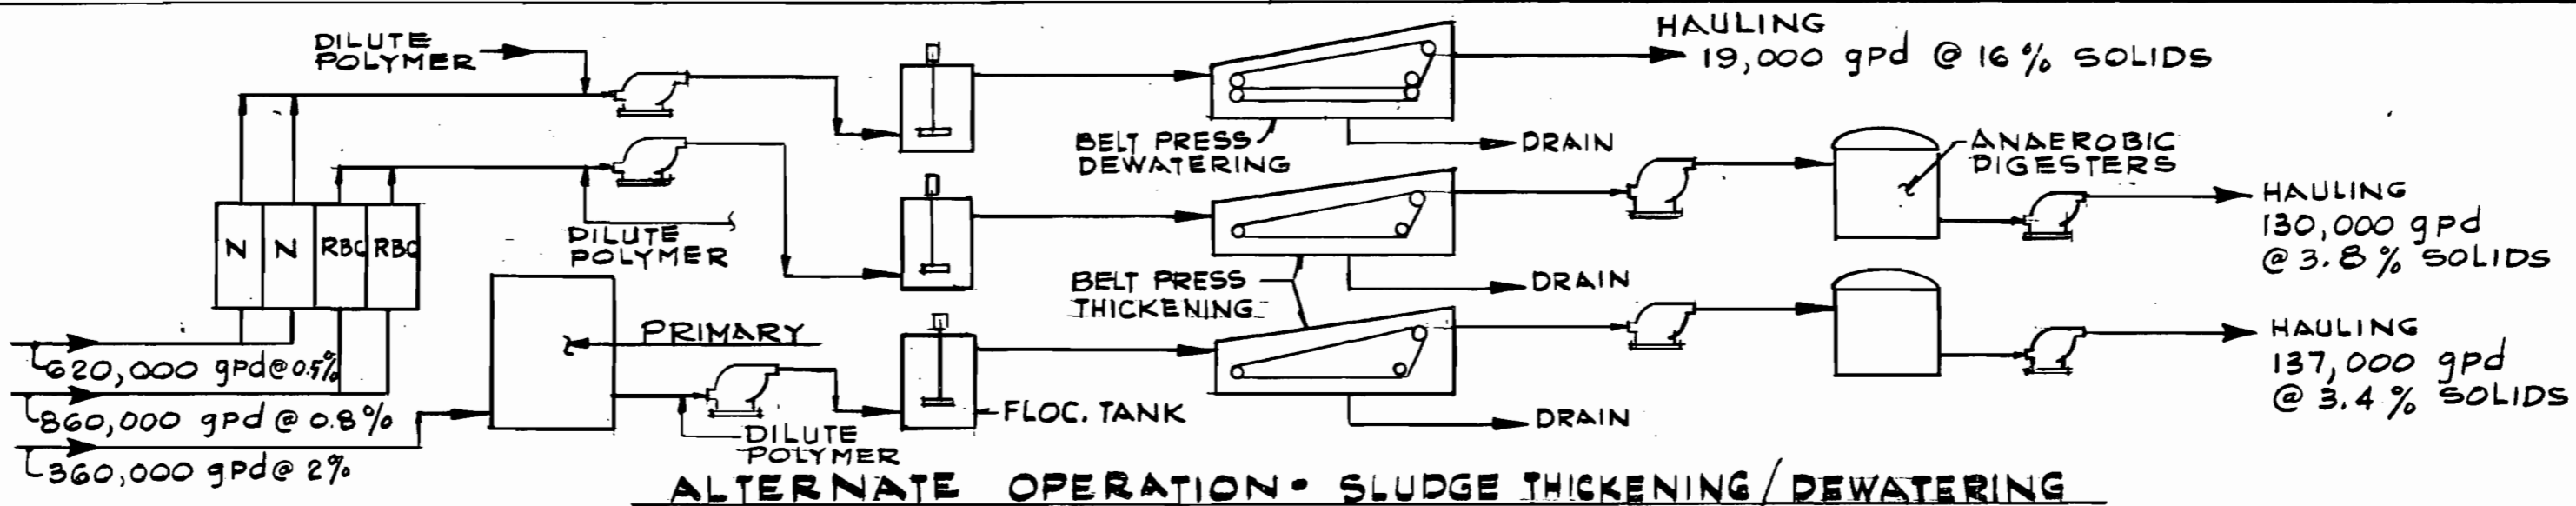 DILUTE
POLYMER
HAULING
19,000 gpd @ 16% SOLIDS
BELT PRESS
DEWATERING
DRAIN
ANAEROBIC
DIGESTERS
HAULING
130,000 gpd
@ 3.8% SOLIDS
N N RBC RBC
DILUTE
POLYMER
BELT PRESS
THICKENING
DRAIN
PRIMARY
620,000 gpd@0.5%
860,000 gpd @ 0.8%
360,000 gpd@ 2%
DILUTE
POLYMER
FLOC. TANK
DRAIN
HAULING
137,000 gpd
@ 3.4% SOLIDS
ALTERNATE OPERATION • SLUDGE THICKENING/DEWATERING